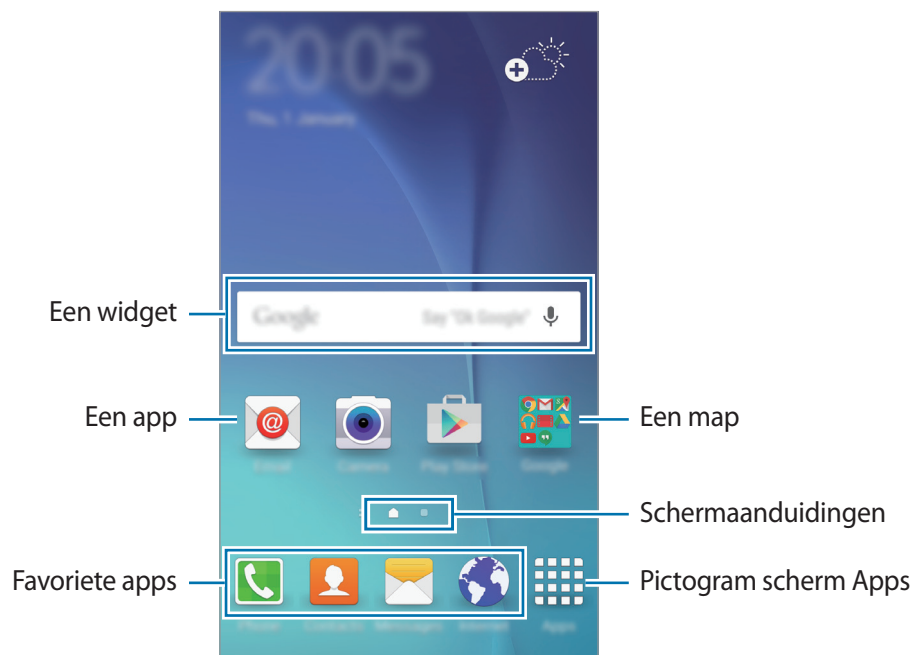 20:05
Thu, 1 January
Een widget
Google Say "Ok Google"
Een app
Een map
Email Camera Play Store Google
Schermaanduidingen
Favoriete apps
Pictogram scherm Apps
Phone Contacts Messages Internet Apps